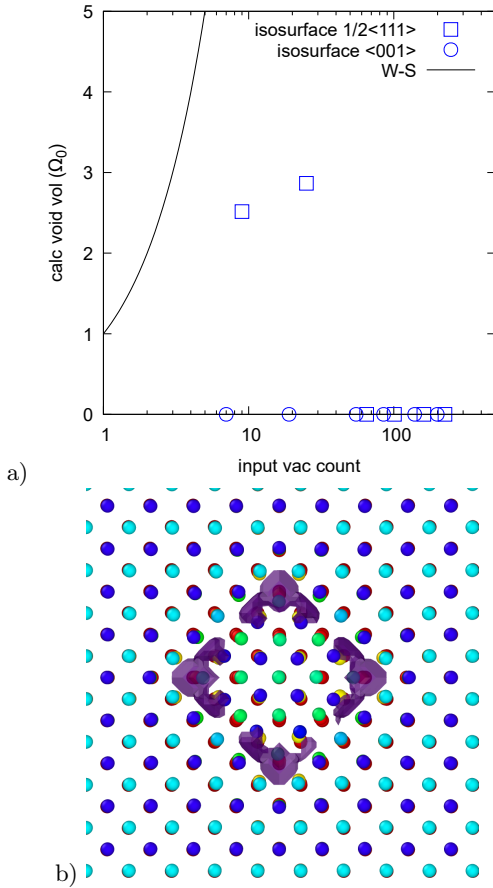 isosurface 1/2<111>
isosurface <001>
W-S
calc void vol (Ω₀)
5
4
3
2
1
0
1
10
100
input vac count
a)
b)